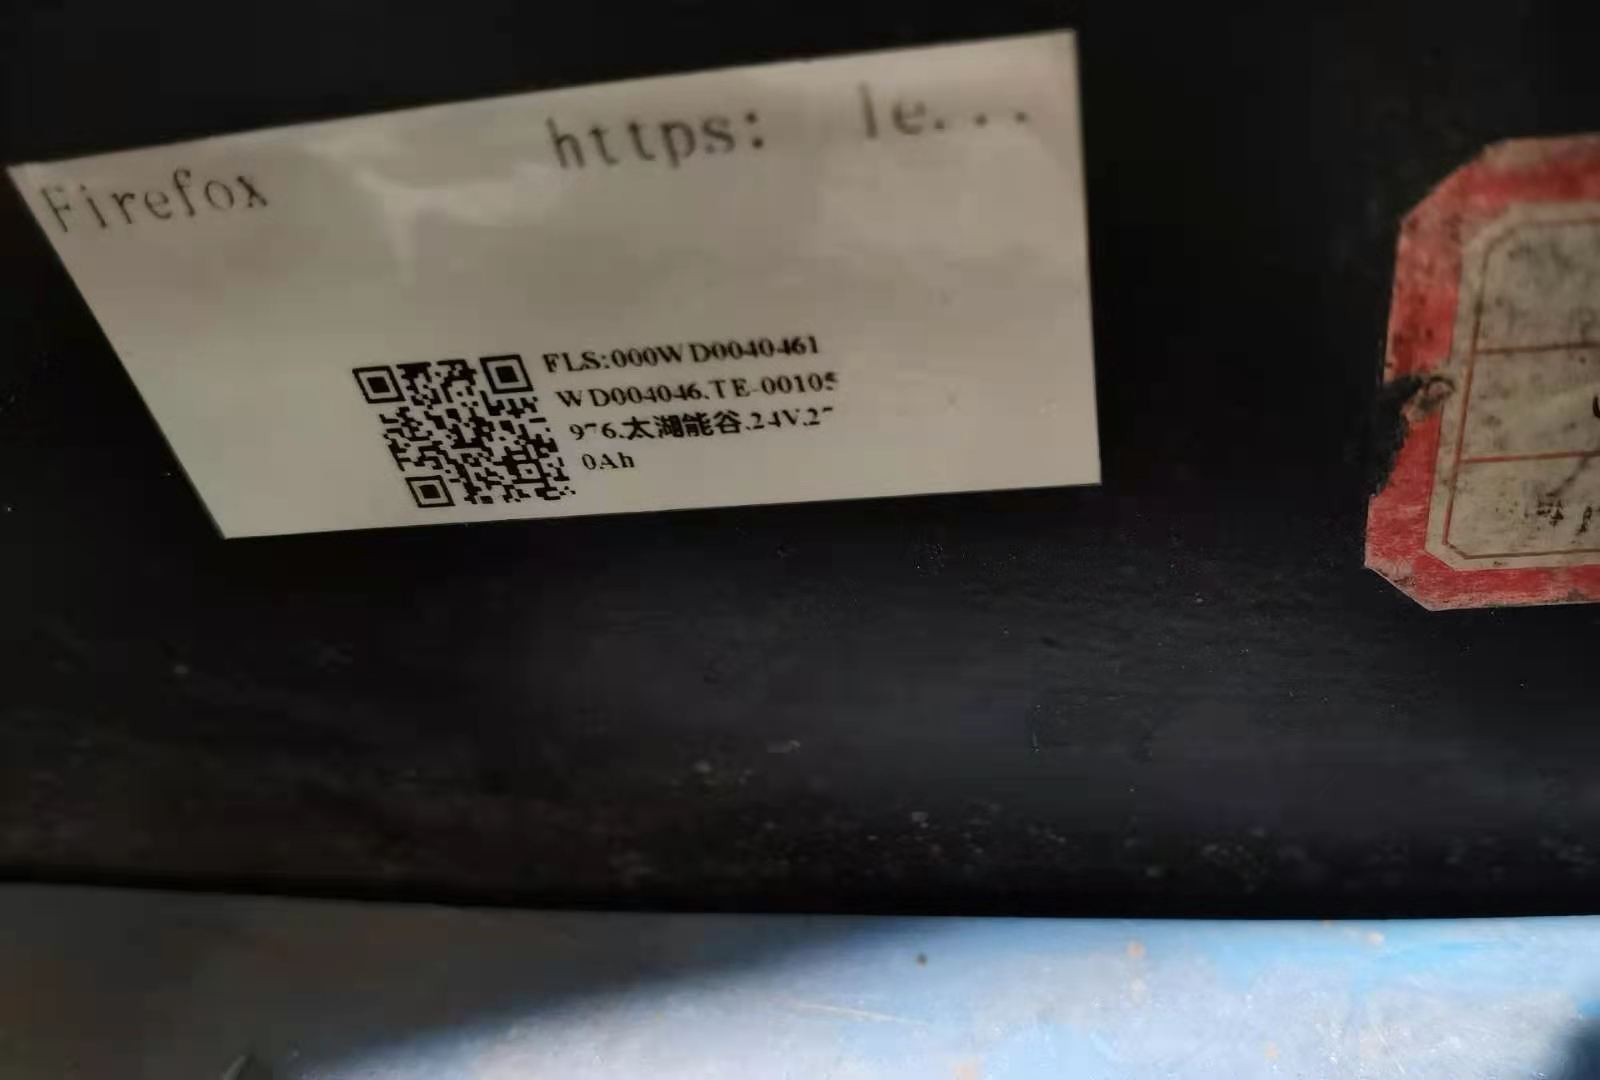 Firefox
https: le...
FLS:000WD0040461
WD004046.TE-00105
976.太湖能谷.24V.27
0Ah